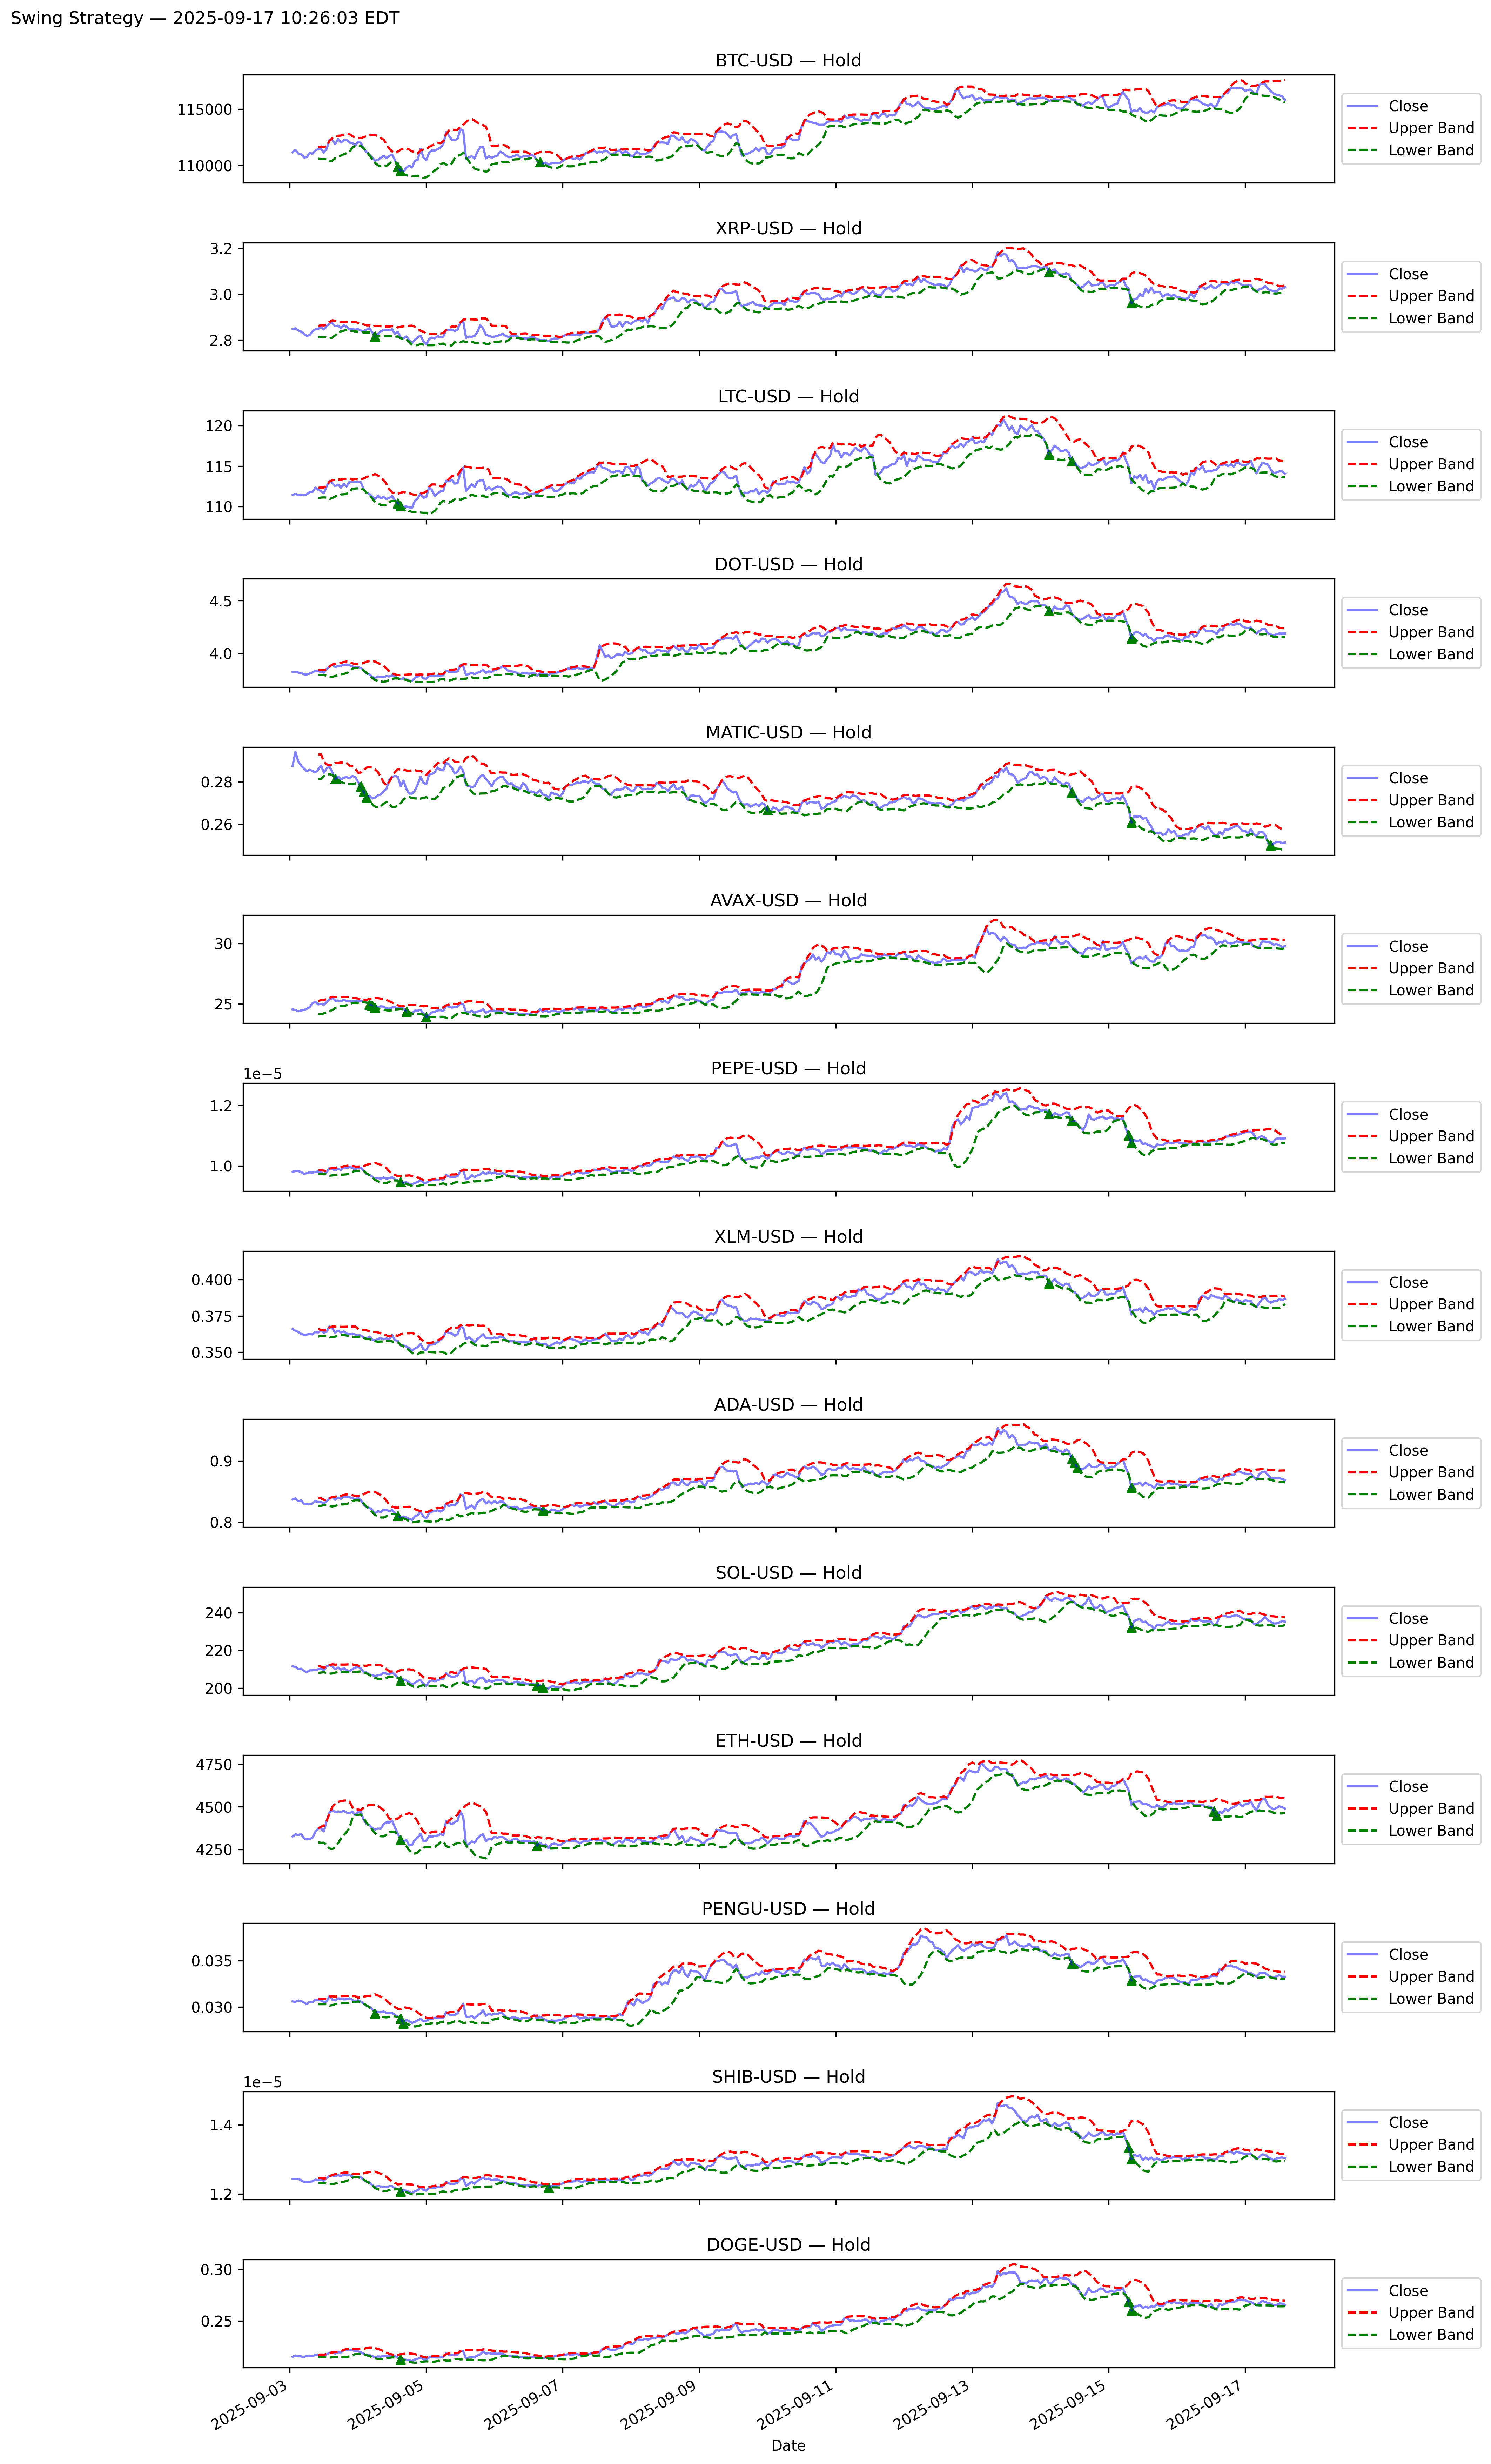 Swing Strategy — 2025-09-17 10:26:03 EDT
BTC-USD — Hold
115000
110000
Close
Upper Band
Lower Band
XRP-USD — Hold
3.2
3.0
2.8
Close
Upper Band
Lower Band
LTC-USD — Hold
120
115
110
Close
Upper Band
Lower Band
DOT-USD — Hold
4.5
4.0
Close
Upper Band
Lower Band
MATIC-USD — Hold
0.28
0.26
Close
Upper Band
Lower Band
AVAX-USD — Hold
30
25
Close
Upper Band
Lower Band
PEPE-USD — Hold
1e−5
1.2
1.0
Close
Upper Band
Lower Band
XLM-USD — Hold
0.400
0.375
0.350
Close
Upper Band
Lower Band
ADA-USD — Hold
0.9
0.8
Close
Upper Band
Lower Band
SOL-USD — Hold
240
220
200
Close
Upper Band
Lower Band
ETH-USD — Hold
4750
4500
4250
Close
Upper Band
Lower Band
PENGU-USD — Hold
0.035
0.030
Close
Upper Band
Lower Band
SHIB-USD — Hold
1e−5
1.4
1.2
Close
Upper Band
Lower Band
DOGE-USD — Hold
0.30
0.25
Close
Upper Band
Lower Band
2025-09-03
2025-09-05
2025-09-07
2025-09-09
2025-09-11
2025-09-13
2025-09-15
2025-09-17
Date